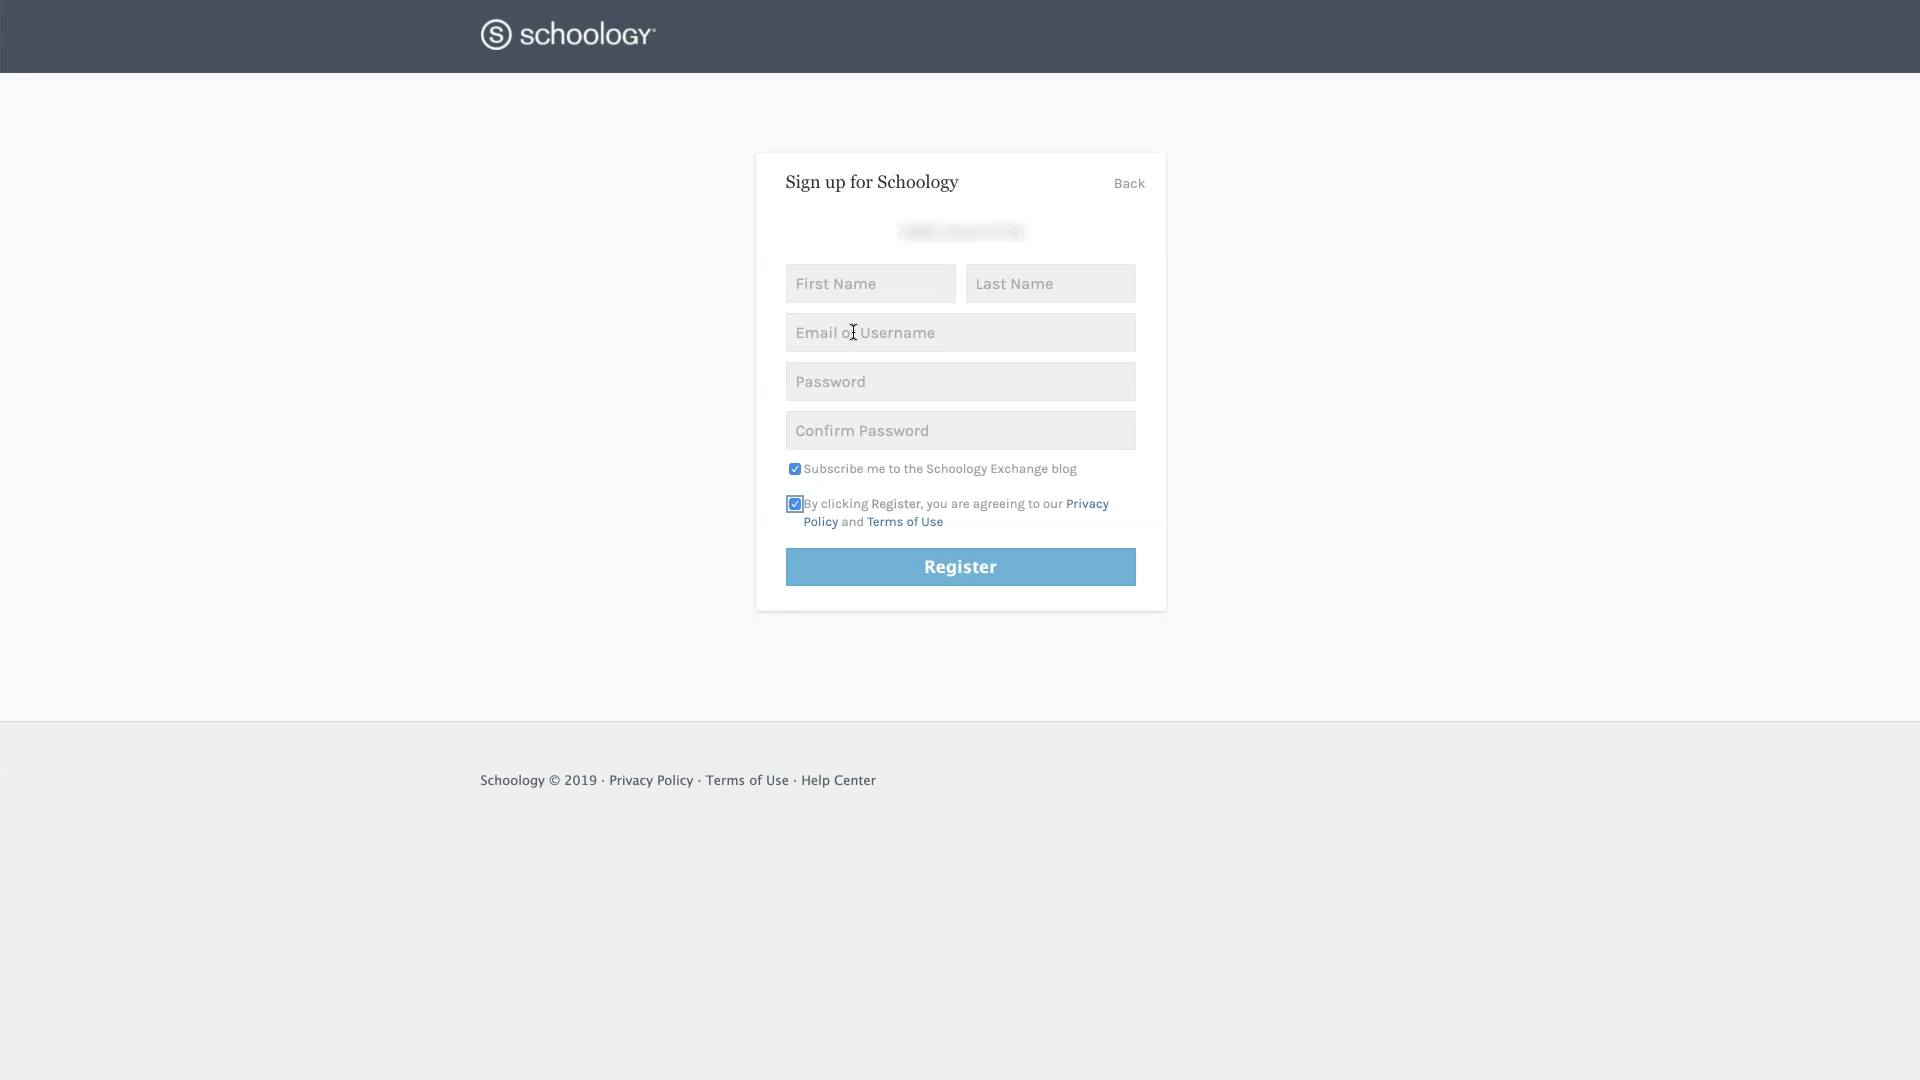 schoology
Sign up for Schoology
Back
First Name
Last Name
Email or Username
Password
Confirm Password
Subscribe me to the Schoology Exchange blog
By clicking Register, you are agreeing to our Privacy
Policy and Terms of Use
Register
Schoology © 2019 · Privacy Policy · Terms of Use · Help Center